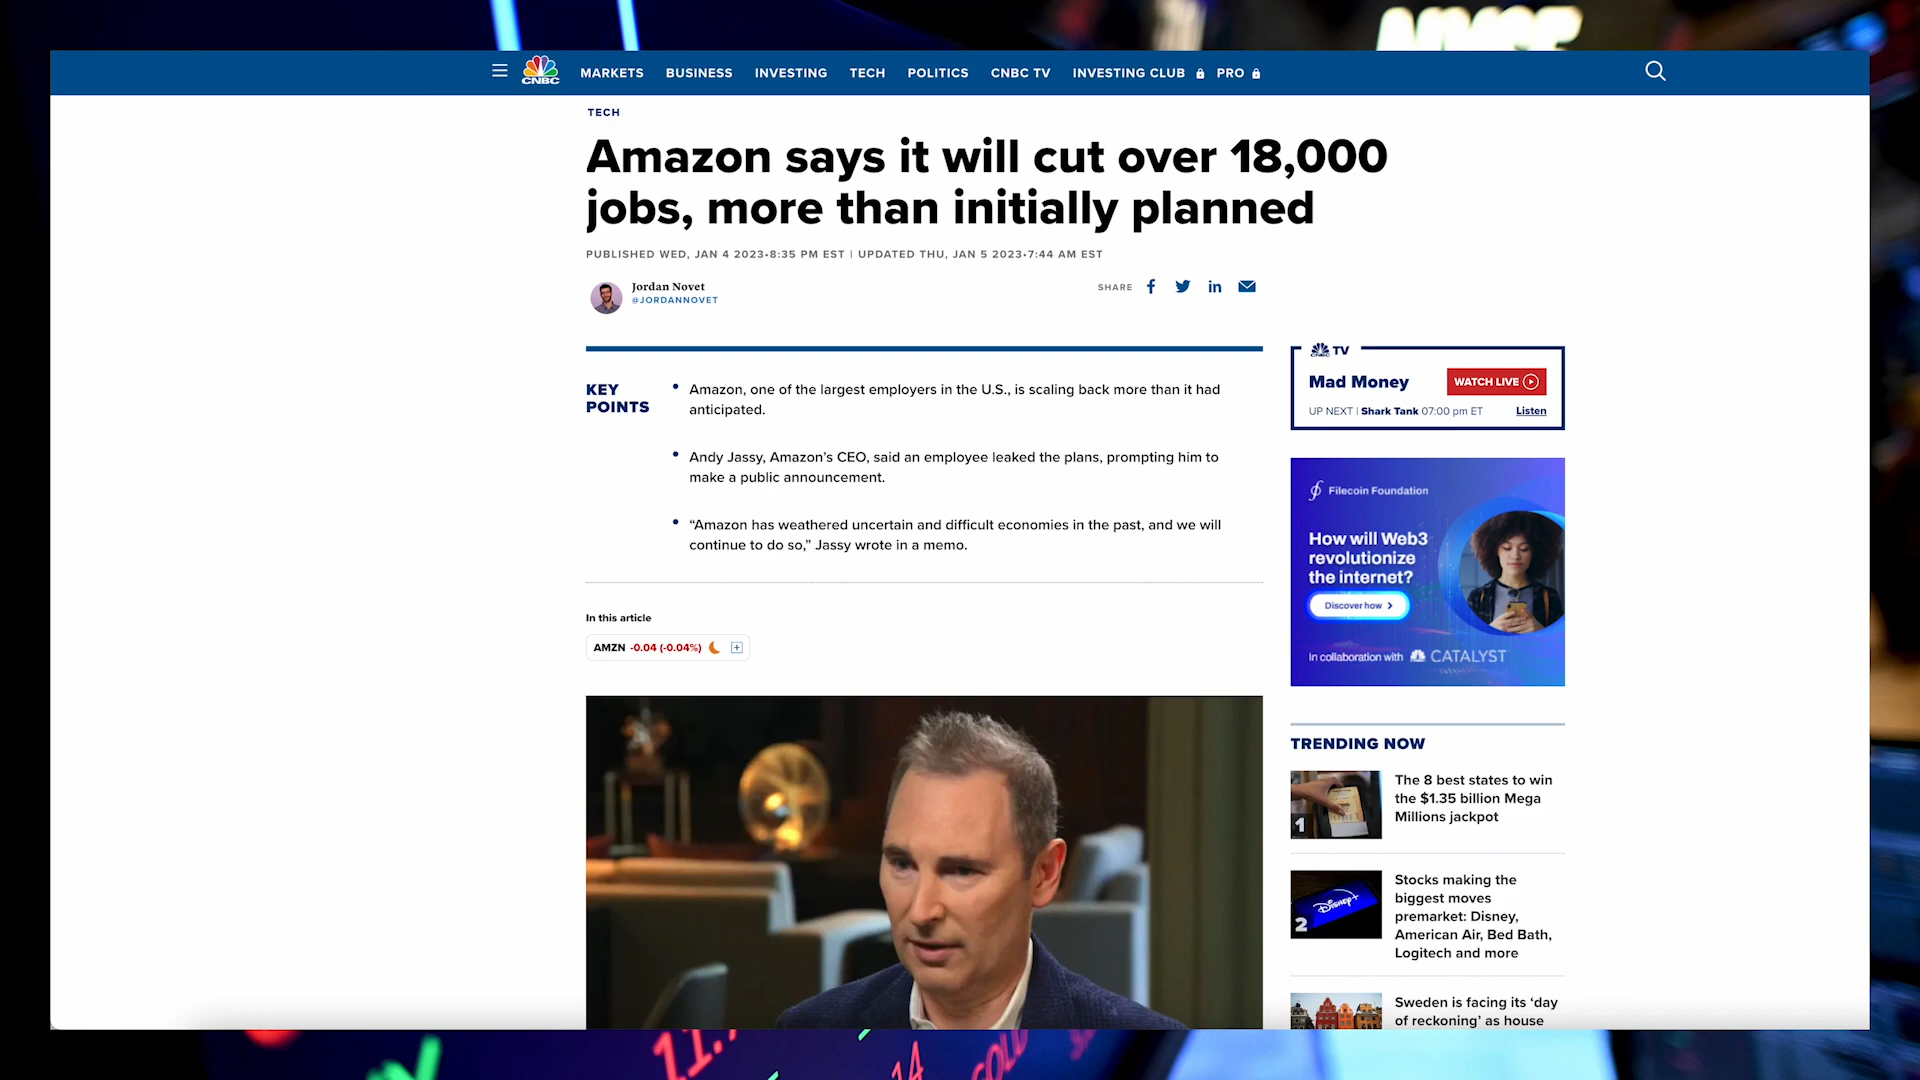 NYSE
CNBC
MARKETS BUSINESS INVESTING TECH POLITICS CNBC TV INVESTING CLUB PRO
TECH
Amazon says it will cut over 18,000
jobs, more than initially planned
PUBLISHED WED, JAN 4 2023•8:35 PM EST | UPDATED THU, JAN 5 2023•7:44 AM EST
Jordan Novet
@JORDANNOVET
SHARE
KEY
POINTS
Amazon, one of the largest employers in the U.S., is scaling back more than it had
anticipated.
Andy Jassy, Amazon’s CEO, said an employee leaked the plans, prompting him to
make a public announcement.
“Amazon has weathered uncertain and difficult economies in the past, and we will
continue to do so,” Jassy wrote in a memo.
In this article
AMZN -0.04 (-0.04%)
CNBC TV
Mad Money
WATCH LIVE
UP NEXT | Shark Tank 07:00 pm ET
Listen
Filecoin Foundation
How will Web3
revolutionize
the internet?
Discover how
In collaboration with CATALYST
TRENDING NOW
1
The 8 best states to win
the $1.35 billion Mega
Millions jackpot
Disney+
2
Stocks making the
biggest moves
premarket: Disney,
American Air, Bed Bath,
Logitech and more
Sweden is facing its ‘day
of reckoning’ as house
14
GOLD